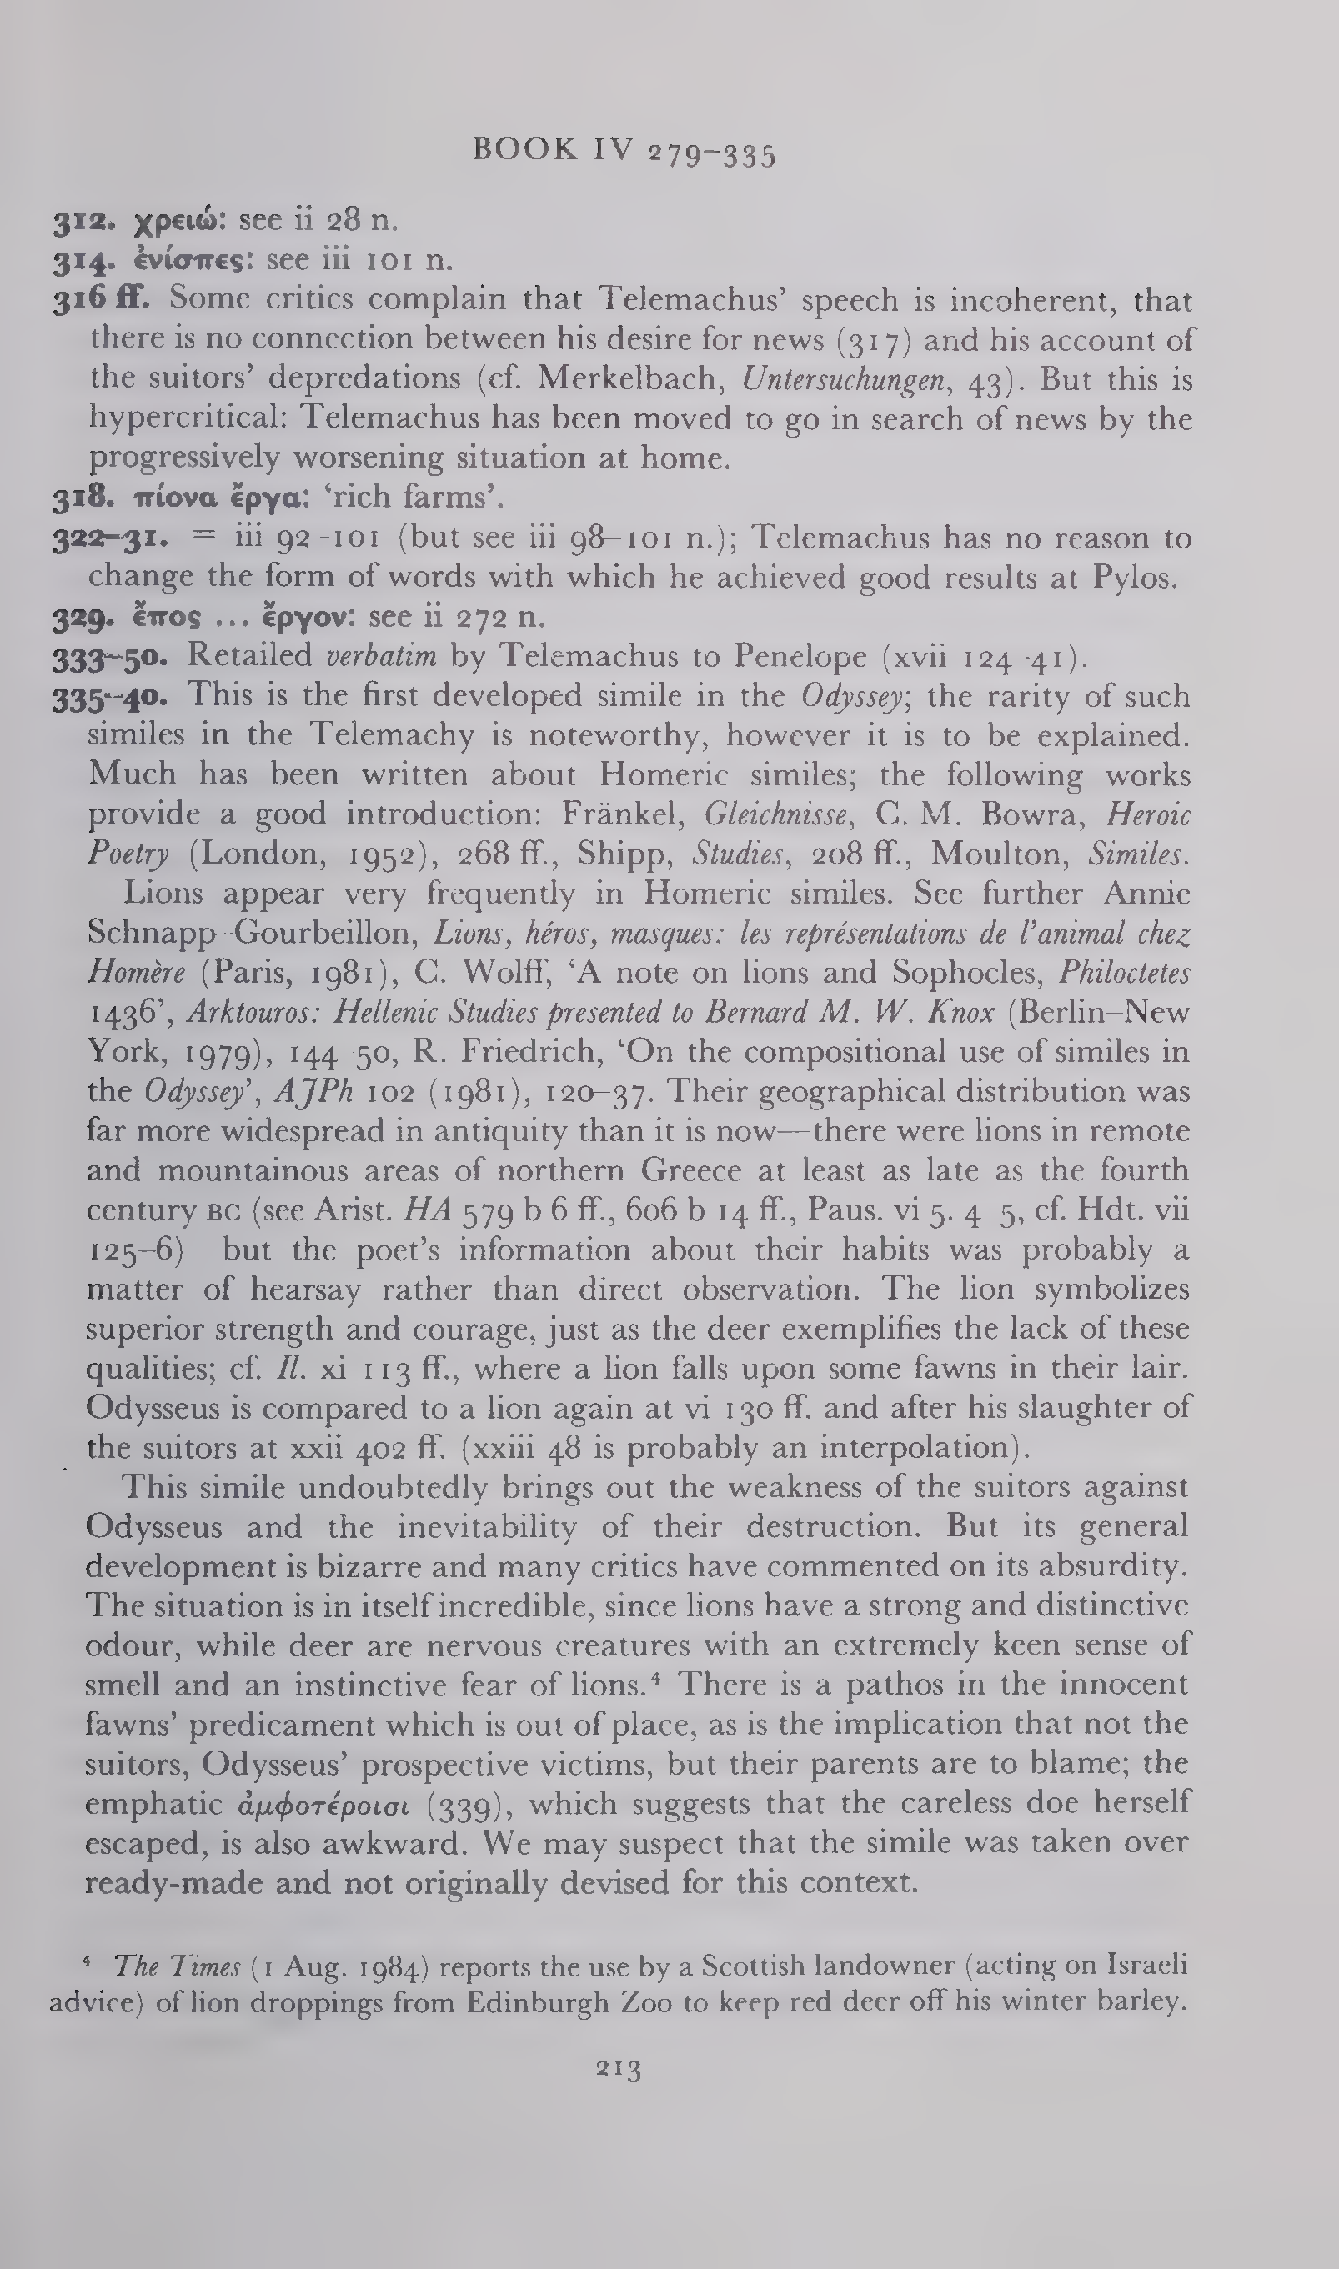 BOOK IV 279–335
312. χρειώ: see ii 28 n.
314. ἐνίσπες: see iii 101 n.
316 ff. Some critics complain that Telemachus’ speech is incoherent, that
there is no connection between his desire for news (317) and his account of
the suitors’ depredations (cf. Merkelbach, Untersuchungen, 43). But this is
hypercritical: Telemachus has been moved to go in search of news by the
progressively worsening situation at home.
318. πίονα ἔργα: ‘rich farms’.
322–31. = iii 92–101 (but see iii 98–101 n.); Telemachus has no reason to
change the form of words with which he achieved good results at Pylos.
329. ἔπος ... ἔργον: see ii 272 n.
333–50. Retailed verbatim by Telemachus to Penelope (xvii 124–41).
335–40. This is the first developed simile in the Odyssey; the rarity of such
similes in the Telemachy is noteworthy, however it is to be explained.
Much has been written about Homeric similes; the following works
provide a good introduction: Fränkel, Gleichnisse, C. M. Bowra, Heroic
Poetry (London, 1952), 268 ff., Shipp, Studies, 208 ff., Moulton, Similes.
Lions appear very frequently in Homeric similes. See further Annie
Schnapp-Gourbeillon, Lions, héros, masques: les représentations de l’animal chez
Homère (Paris, 1981), C. Wolff, ‘A note on lions and Sophocles, Philoctetes
1436’, Arktouros: Hellenic Studies presented to Bernard M. W. Knox (Berlin–New
York, 1979), 144–50, R. Friedrich, ‘On the compositional use of similes in
the Odyssey’, AJPh 102 (1981), 120–37. Their geographical distribution was
far more widespread in antiquity than it is now—there were lions in remote
and mountainous areas of northern Greece at least as late as the fourth
century BC (see Arist. HA 579 b 6 ff., 606 b 14 ff., Paus. vi 5. 4–5, cf. Hdt. vii
125–6)—but the poet’s information about their habits was probably a
matter of hearsay rather than direct observation. The lion symbolizes
superior strength and courage, just as the deer exemplifies the lack of these
qualities; cf. Il. xi 113 ff., where a lion falls upon some fawns in their lair.
Odysseus is compared to a lion again at vi 130 ff. and after his slaughter of
the suitors at xxii 402 ff. (xxiii 48 is probably an interpolation).
This simile undoubtedly brings out the weakness of the suitors against
Odysseus and the inevitability of their destruction. But its general
development is bizarre and many critics have commented on its absurdity.
The situation is in itself incredible, since lions have a strong and distinctive
odour, while deer are nervous creatures with an extremely keen sense of
smell and an instinctive fear of lions.⁴ There is a pathos in the innocent
fawns’ predicament which is out of place, as is the implication that not the
suitors, Odysseus’ prospective victims, but their parents are to blame; the
emphatic ἀμφοτέροισι (339), which suggests that the careless doe herself
escaped, is also awkward. We may suspect that the simile was taken over
ready-made and not originally devised for this context.
⁴ The Times (1 Aug. 1984) reports the use by a Scottish landowner (acting on Israeli
advice) of lion droppings from Edinburgh Zoo to keep red deer off his winter barley.
213